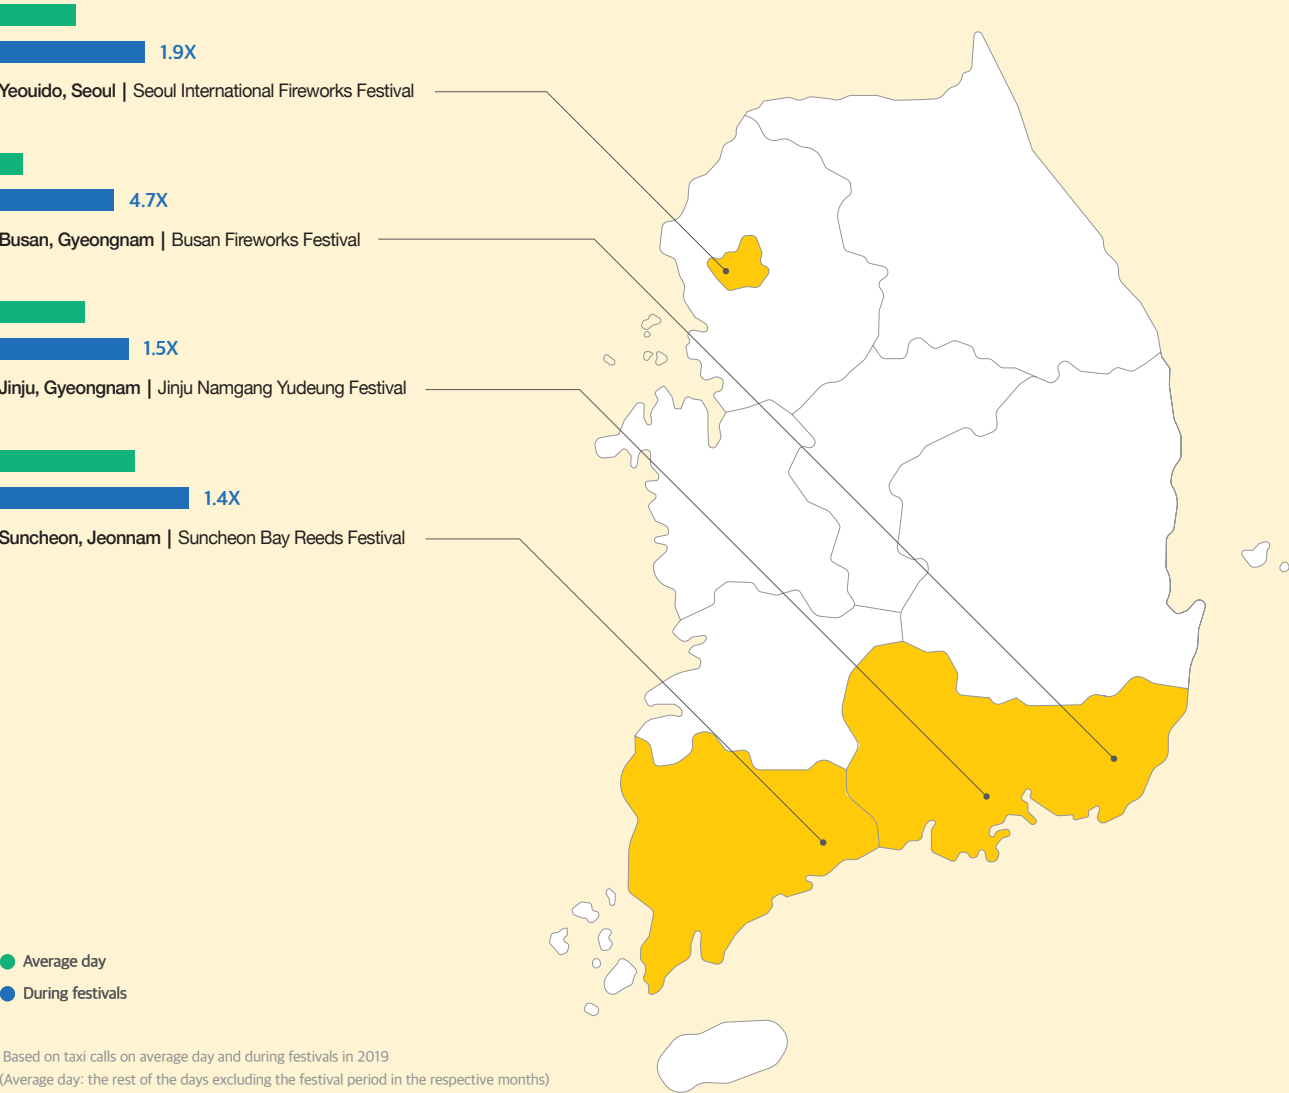 1.9X
Yeouido, Seoul | Seoul International Fireworks Festival
4.7X
Busan, Gyeongnam | Busan Fireworks Festival
1.5X
Jinju, Gyeongnam | Jinju Namgang Yudeung Festival
1.4X
Suncheon, Jeonnam | Suncheon Bay Reeds Festival
Average day
During festivals
Based on taxi calls on average day and during festivals in 2019
(Average day: the rest of the days excluding the festival period in the respective months)